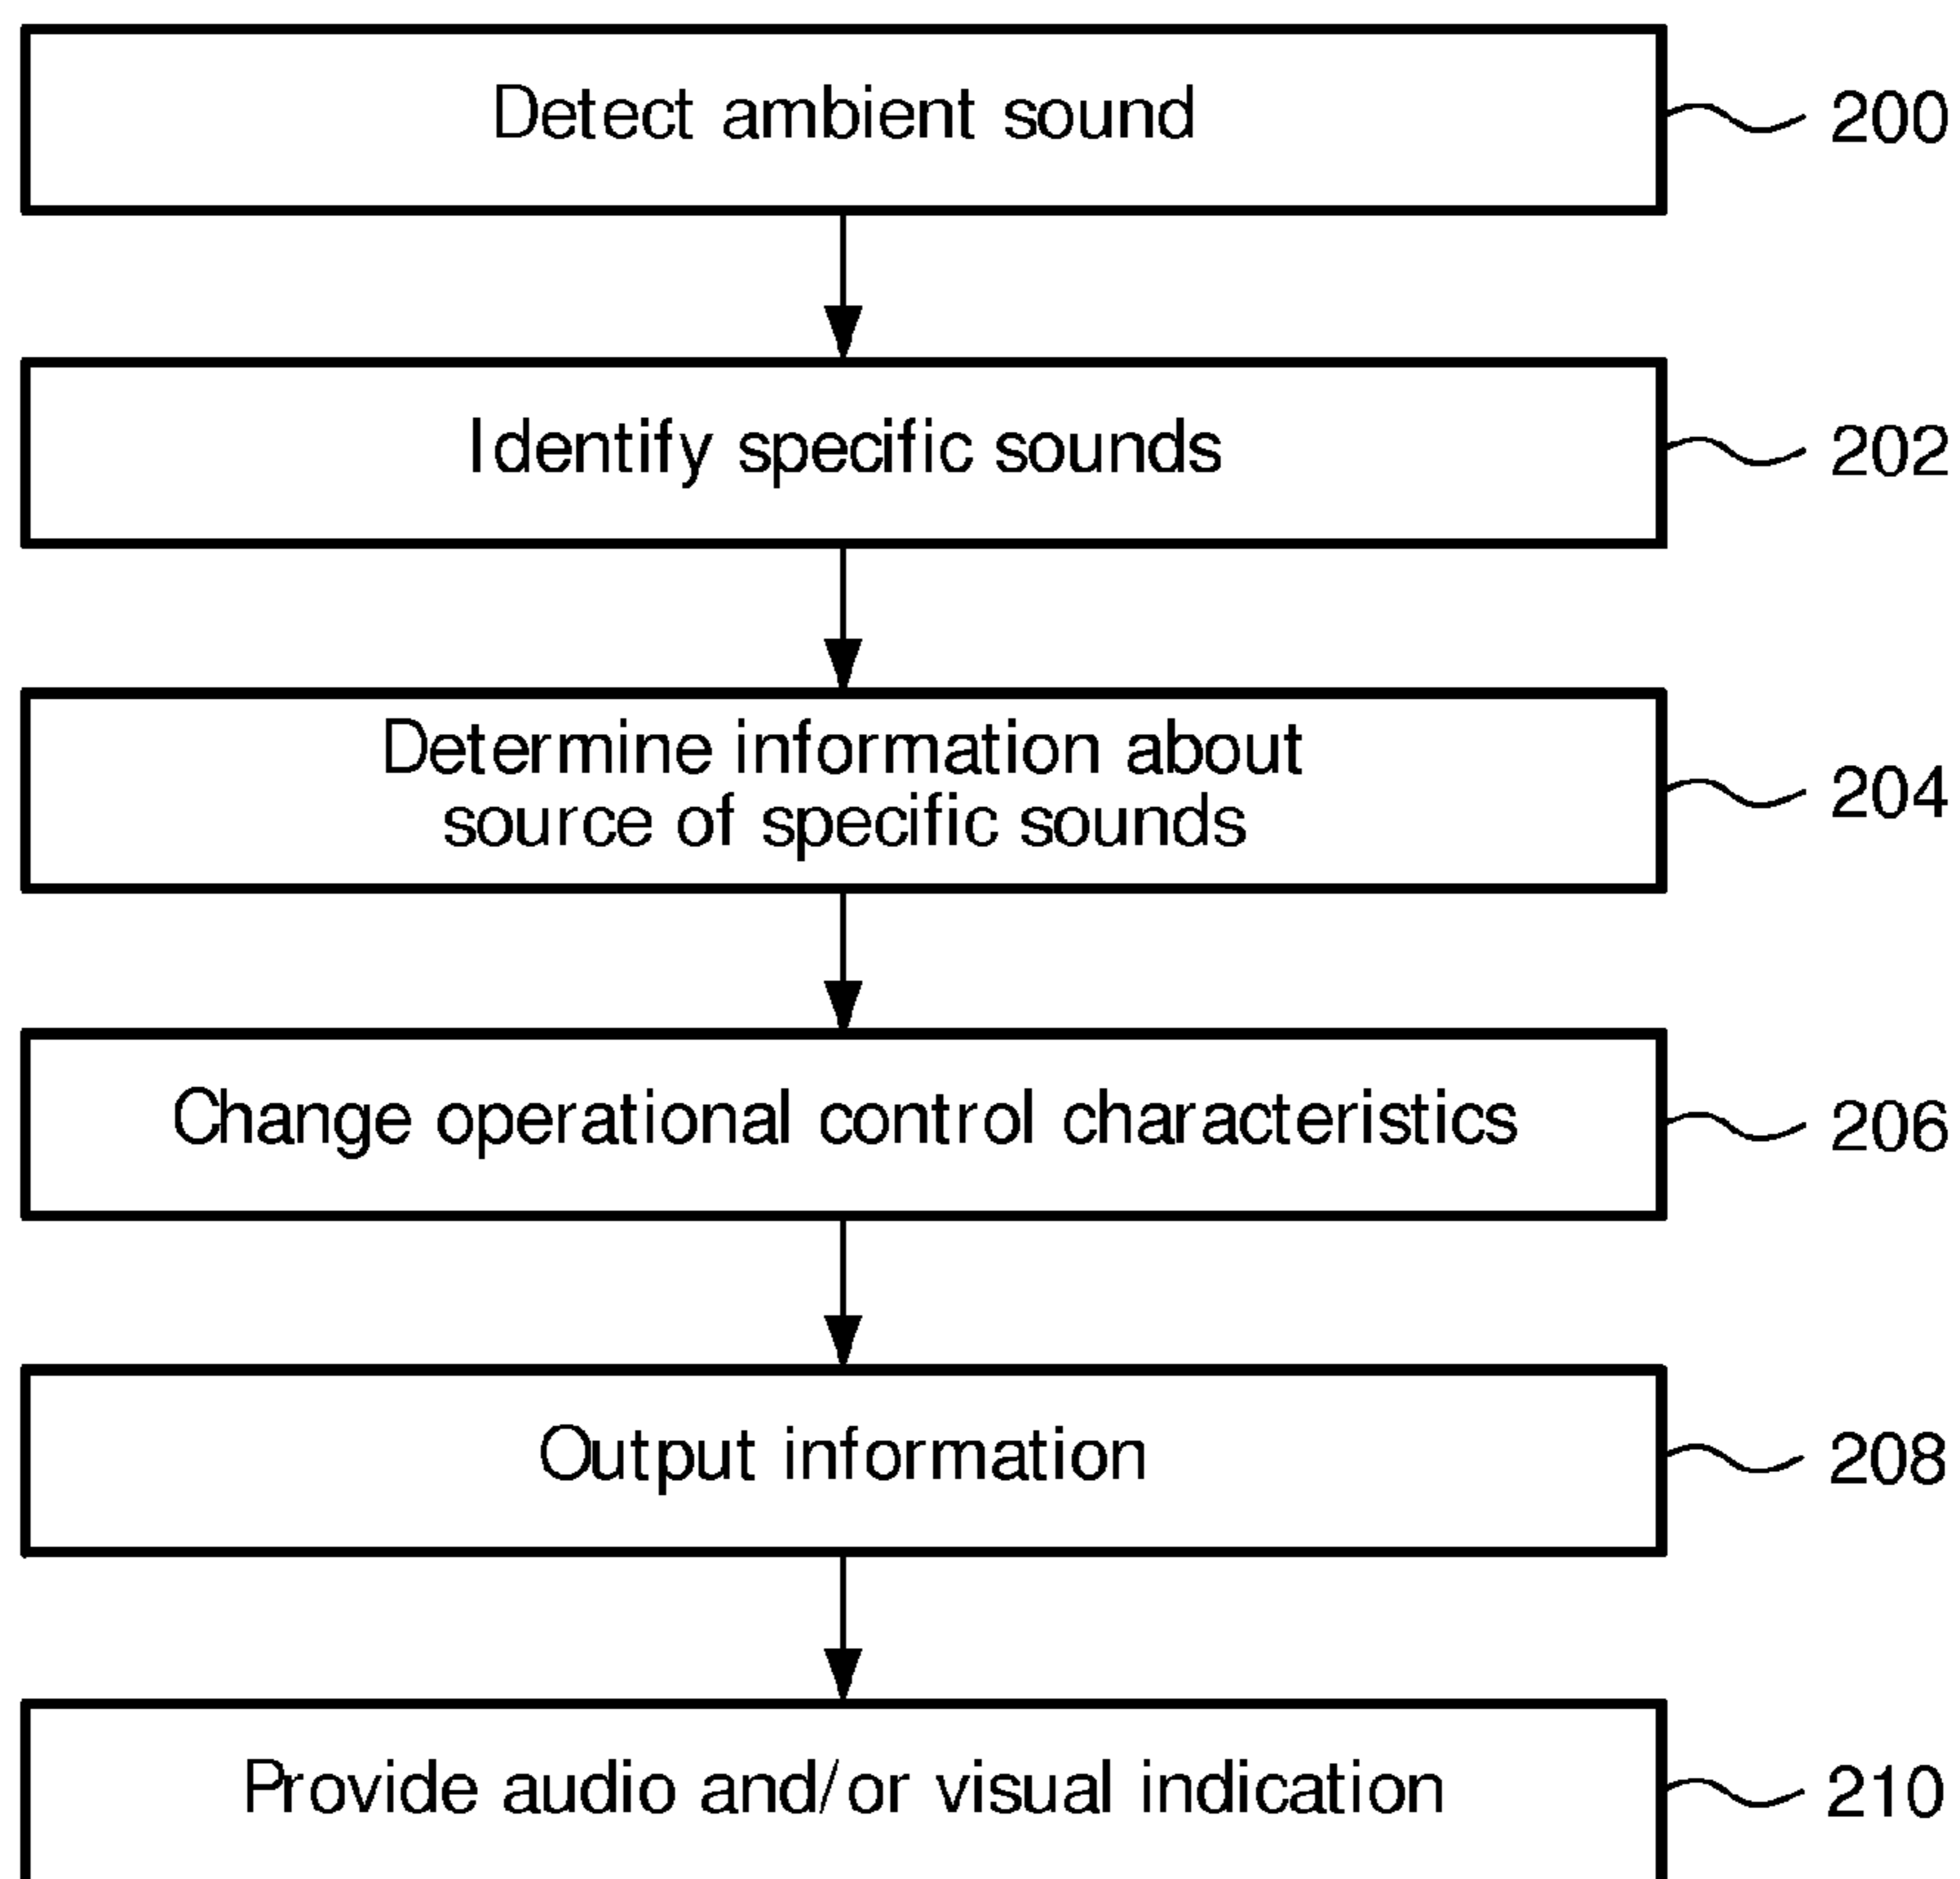 Detect ambient sound
200
Identify specific sounds
202
Determine information about
source of specific sounds
204
Change operational control characteristics
206
Output information
208
Provide audio and/or visual indication
210